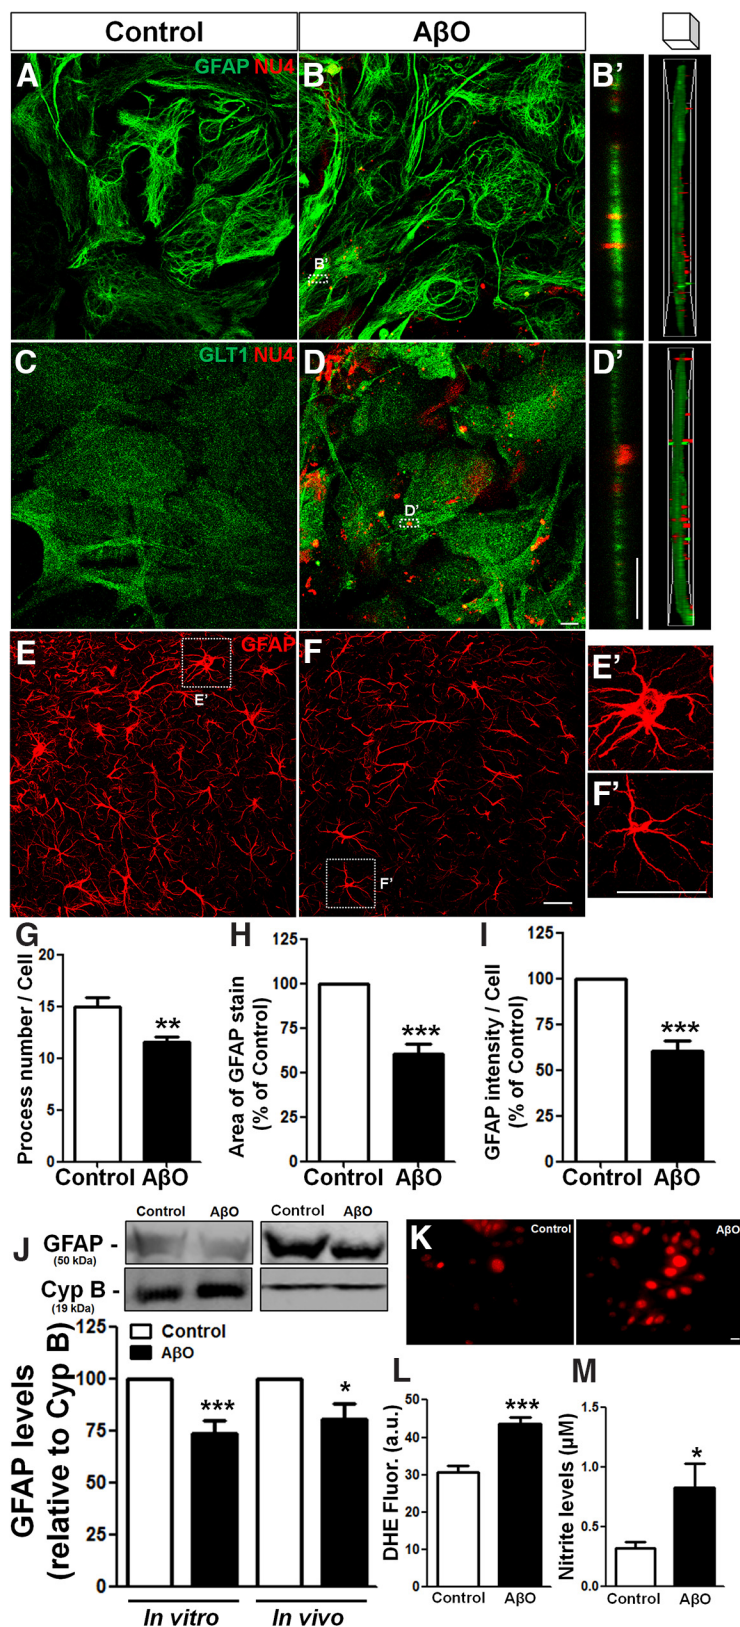 Control AβO
A GFAP NU4 B B’
B’
C GLT1 NU4 D D’
D’
E GFAP F E’
E’
F’
F’
G H I
Process number / Cell
20
15
10
5
0
**
Control AβO
Area of GFAP stain
(% of Control)
125
100
75
50
25
0
***
Control AβO
GFAP intensity / Cell
(% of Control)
125
100
75
50
25
0
***
Control AβO
J
Control AβO Control AβO
GFAP -
(50 kDa)
Cyp B -
(19 kDa)
GFAP levels
(relative to Cyp B)
125
100
75
50
25
0
Control
AβO
*** *
In vitro In vivo
K Control AβO
L
DHE Fluor. (a.u.)
50
40
30
20
10
0
***
Control AβO
M
Nitrite levels (μM)
1.5
1.0
0.5
0.0
*
Control AβO